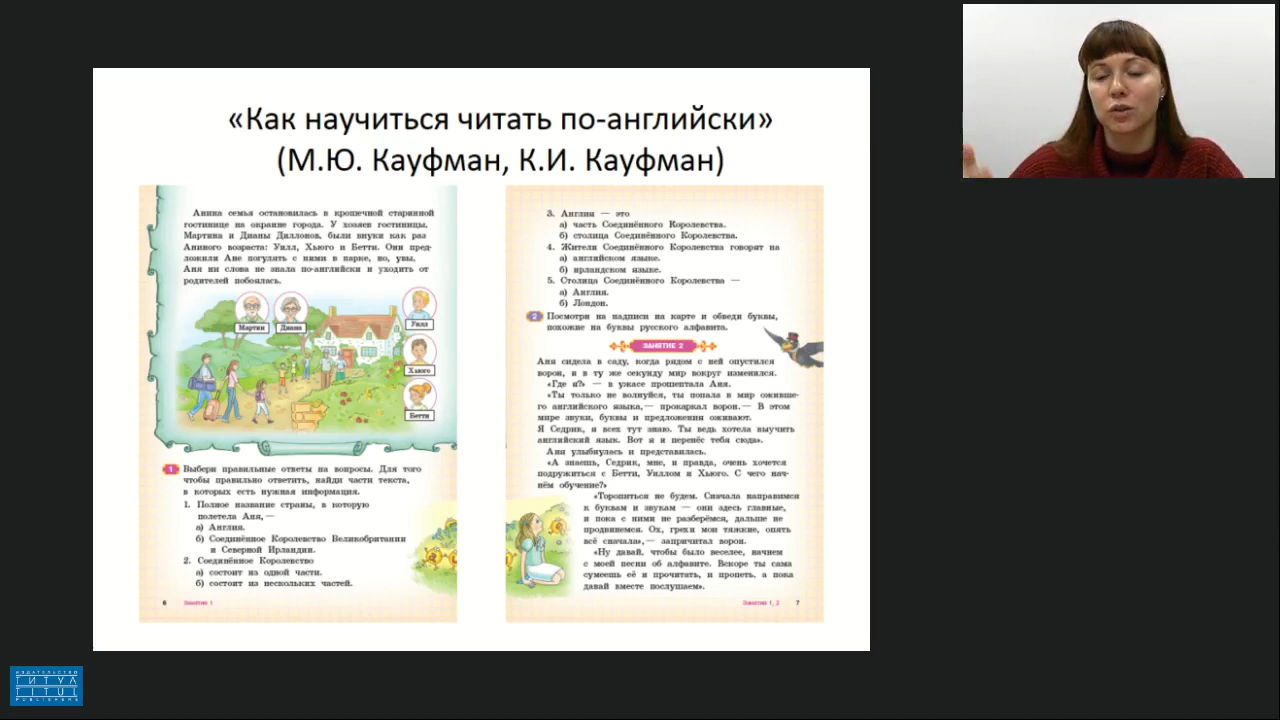 «Как научиться читать по-английски»
(М.Ю. Кауфман, К.И. Кауфман)
Анина семья остановилась в крошечной старинной
гостинице на окраине города. У хозяев гостиницы,
Мартина и Дианы Диллонов, были внуки как раз
Аниного возраста: Уилл, Хьюго и Бетти. Они пред-
ложили Ане погулять с ними в парке, но, увы,
Аня ни слова не знала по-английски и уходить от
родителей побоялась.
Мартин
Диана
Уилл
Хьюго
Бетти
1 Выбери правильные ответы на вопросы. Для того
чтобы правильно ответить, найди части текста,
в которых есть нужная информация.
1. Полное название страны, в которую
полетела Аня,—
а) Англия.
б) Соединённое Королевство Великобритании
и Северной Ирландии.
2. Соединённое Королевство
а) состоит из одной части.
б) состоит из нескольких частей.
6 Занятие 1
3. Англия — это
а) часть Соединённого Королевства.
б) столица Соединённого Королевства.
4. Жители Соединённого Королевства говорят на
а) английском языке.
б) ирландском языке.
5. Столица Соединённого Королевства —
а) Англия.
б) Лондон.
2 Посмотри на надписи на карте и обведи буквы,
похожие на буквы русского алфавита.
ЗАНЯТИЕ 2
Аня сидела в саду, когда рядом с ней опустился
ворон, и в ту же секунду мир вокруг изменился.
«Где я?» — в ужасе прошептала Аня.
«Ты только не волнуйся, ты попала в мир ожившe-
го английского языка,— прокаркал ворон.— В этом
мире звуки, буквы и предложения оживают.
Я Седрик, я всех тут знаю. Ты ведь хотела выучить
английский язык. Вот я и перенёс тебя сюда».
Аня улыбнулась и представилась.
«А знаешь, Седрик, мне, и правда, очень хочется
подружиться с Бетти, Уиллом и Хьюго. С чего нач-
нём обучение?»
«Торопиться не будем. Сначала направимся
к буквам и звукам — они здесь главные,
и пока с ними не разберёмся, дальше не
продвинемся. Ох, грехи мои тяжкие, опять
всё сначала»,— запричитал ворон.
«Ну давай, чтобы было веселее, начнем
с моей песни об алфавите. Вскоре ты сама
сумеешь её и прочитать, и пропеть, а пока
давай вместе послушаем».
Занятия 1, 2 7
ИЗДАТЕЛЬСТВО
ТИТУЛ
TITUL
PUBLISHERS